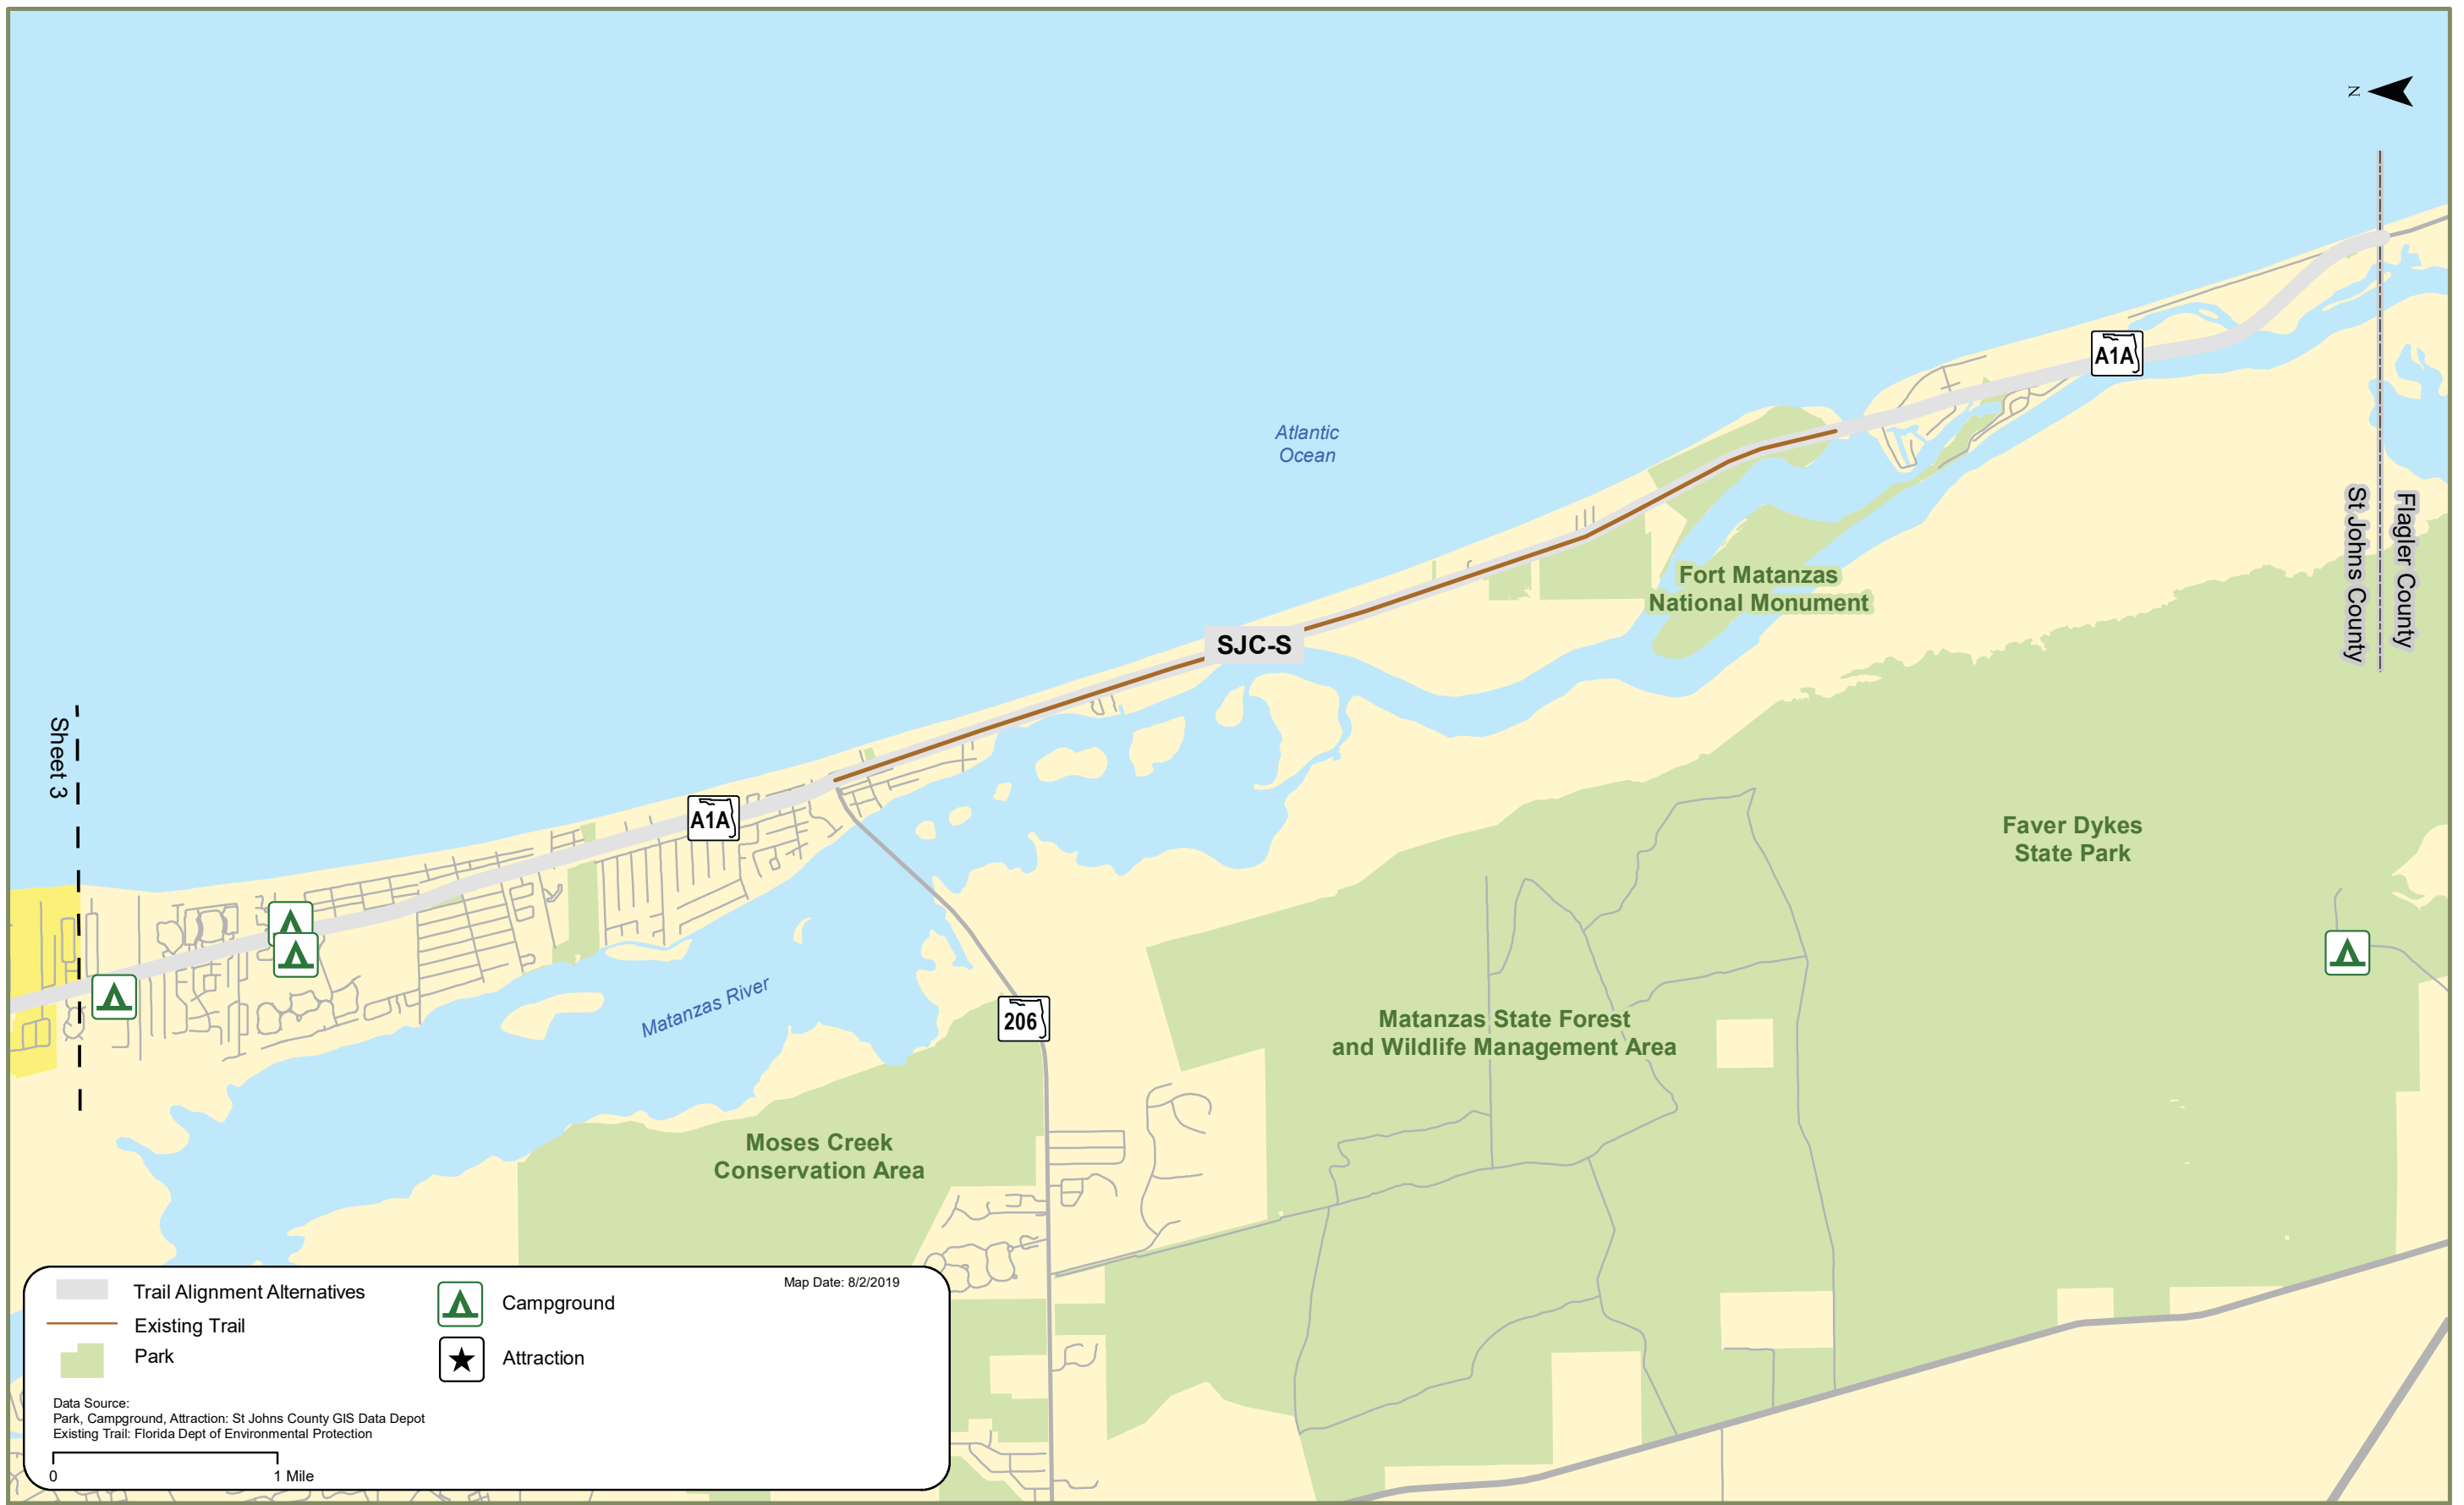 N
A1A
Atlantic
Ocean
Flagler County
St Johns County
Fort Matanzas
National Monument
SJC-S
Sheet 3
A1A
Faver Dykes
State Park
Matanzas River
206
Matanzas State Forest
and Wildlife Management Area
Moses Creek
Conservation Area
Trail Alignment Alternatives
Existing Trail
Park
Campground
Attraction
Map Date: 8/2/2019
Data Source:
Park, Campground, Attraction: St Johns County GIS Data Depot
Existing Trail: Florida Dept of Environmental Protection
0 1 Mile